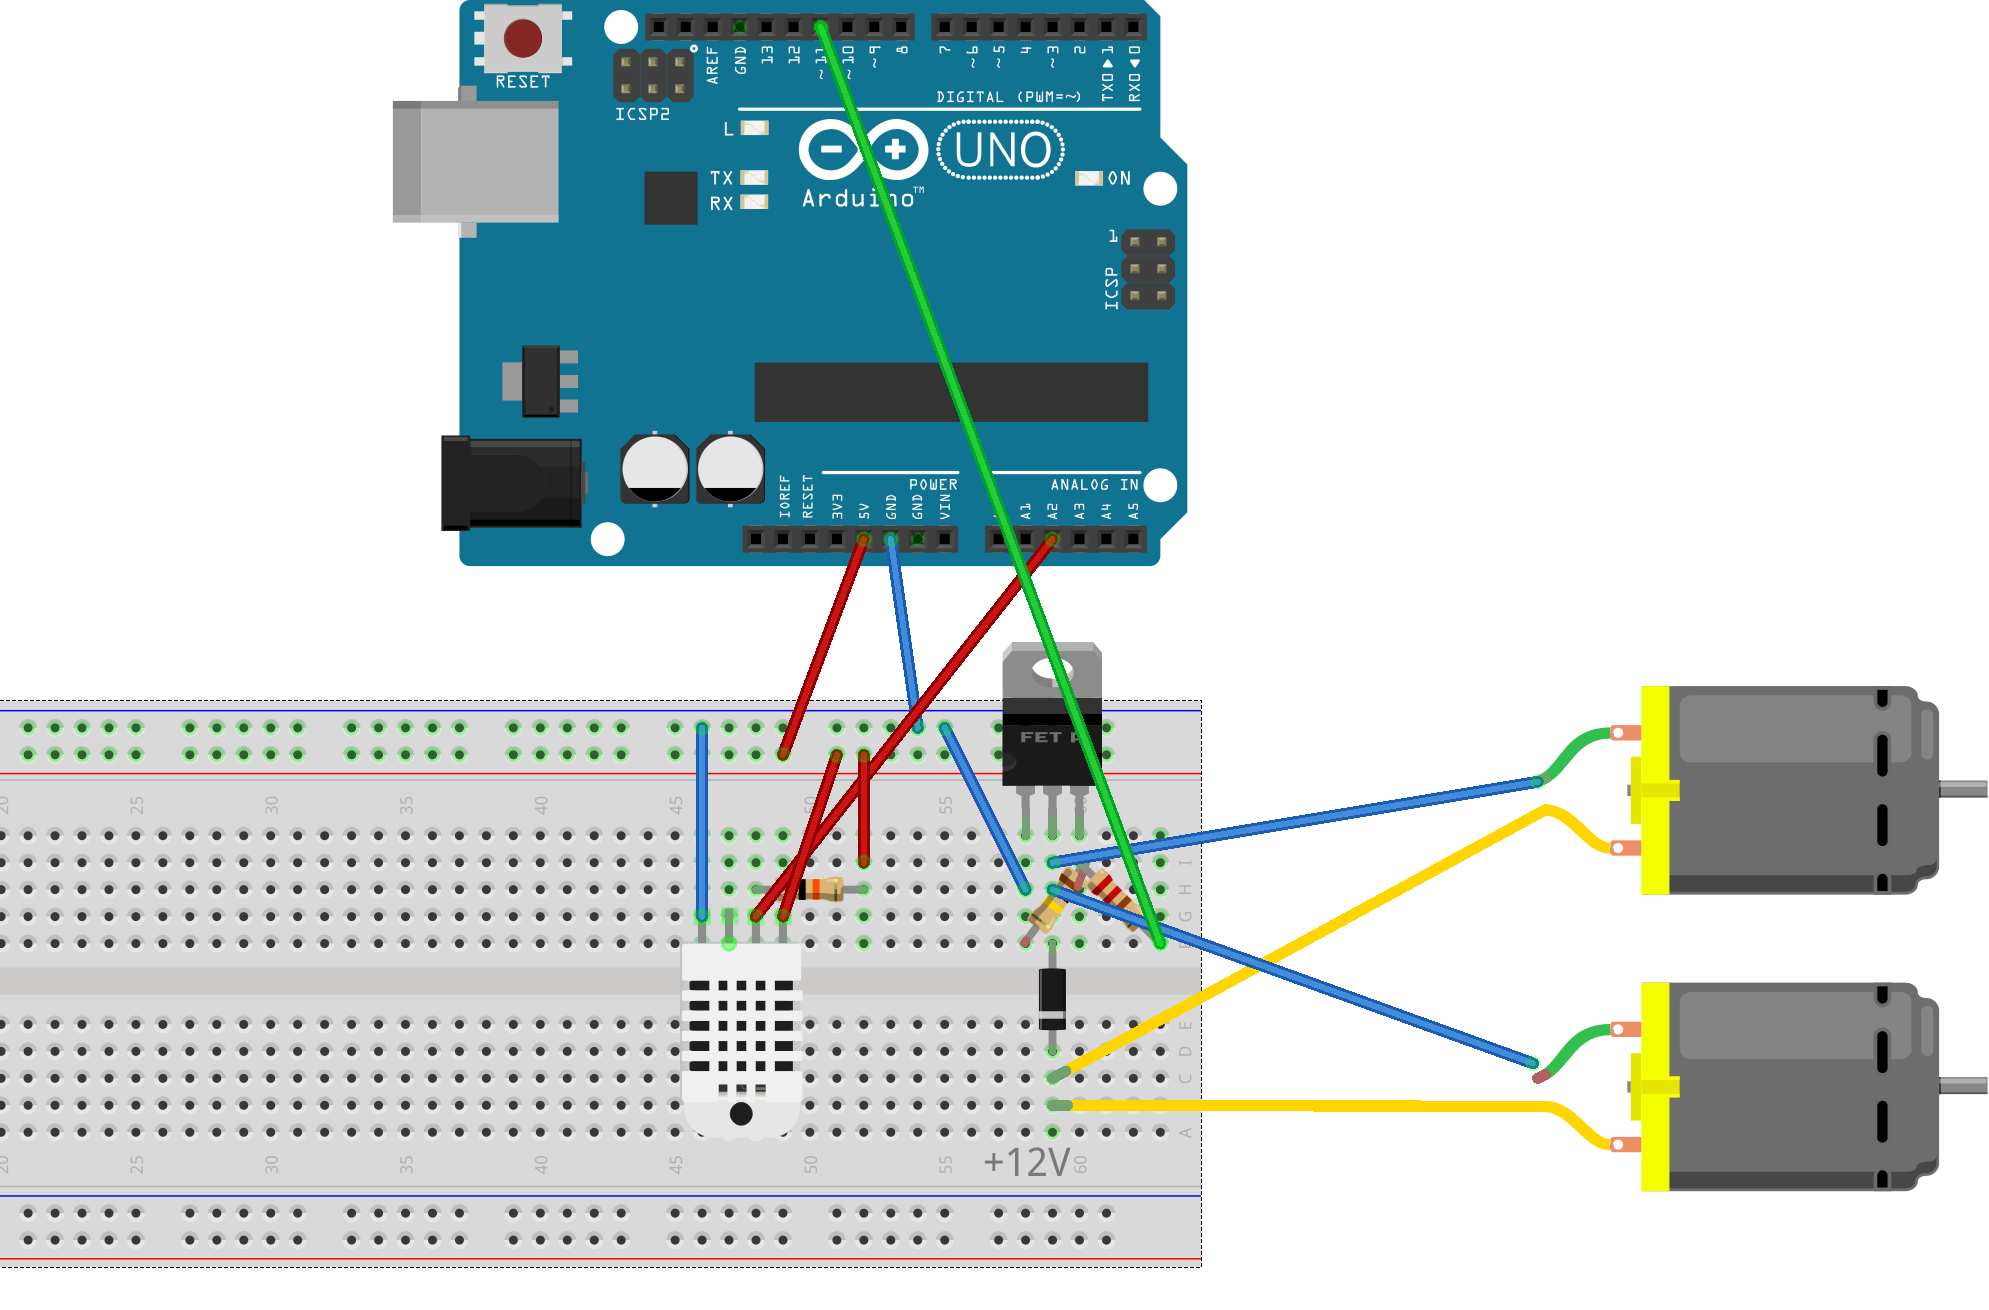 RESET
ICSP2
AREF
GND
13
12
~11
~10
~9
8
7
~6
~5
4
~3
2
TX0▶1
RX0◀0
DIGITAL (PWM=~)
L
TX
RX
UNO
ON
Arduino™
1
ICSP
POWER
ANALOG IN
IOREF
RESET
3V3
5V
GND
GND
VIN
A1
A2
A3
A4
A5
FET
20
25
30
35
40
45
50
55
60
I
H
G
E
D
C
A
+12V
20
25
30
35
40
45
50
55
60